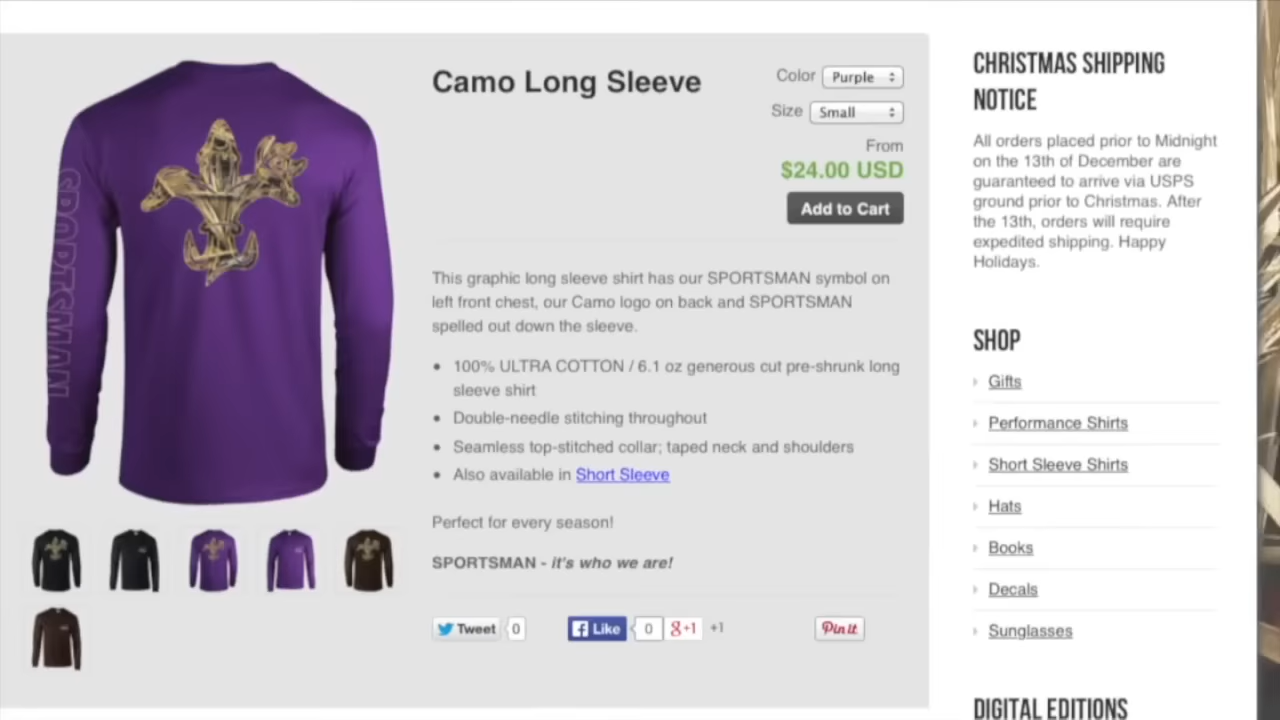 SPORTSMAN
Camo Long Sleeve
Color Purple
Size Small
From
$24.00 USD
Add to Cart
This graphic long sleeve shirt has our SPORTSMAN symbol on
left front chest, our Camo logo on back and SPORTSMAN
spelled out down the sleeve.
• 100% ULTRA COTTON / 6.1 oz generous cut pre-shrunk long
sleeve shirt
• Double-needle stitching throughout
• Seamless top-stitched collar; taped neck and shoulders
• Also available in Short Sleeve
Perfect for every season!
SPORTSMAN - it's who we are!
Tweet 0
Like 0
g+1 +1
Pin it
CHRISTMAS SHIPPING
NOTICE
All orders placed prior to Midnight
on the 13th of December are
guaranteed to arrive via USPS
ground prior to Christmas. After
the 13th, orders will require
expedited shipping. Happy
Holidays.
SHOP
Gifts
Performance Shirts
Short Sleeve Shirts
Hats
Books
Decals
Sunglasses
DIGITAL EDITIONS